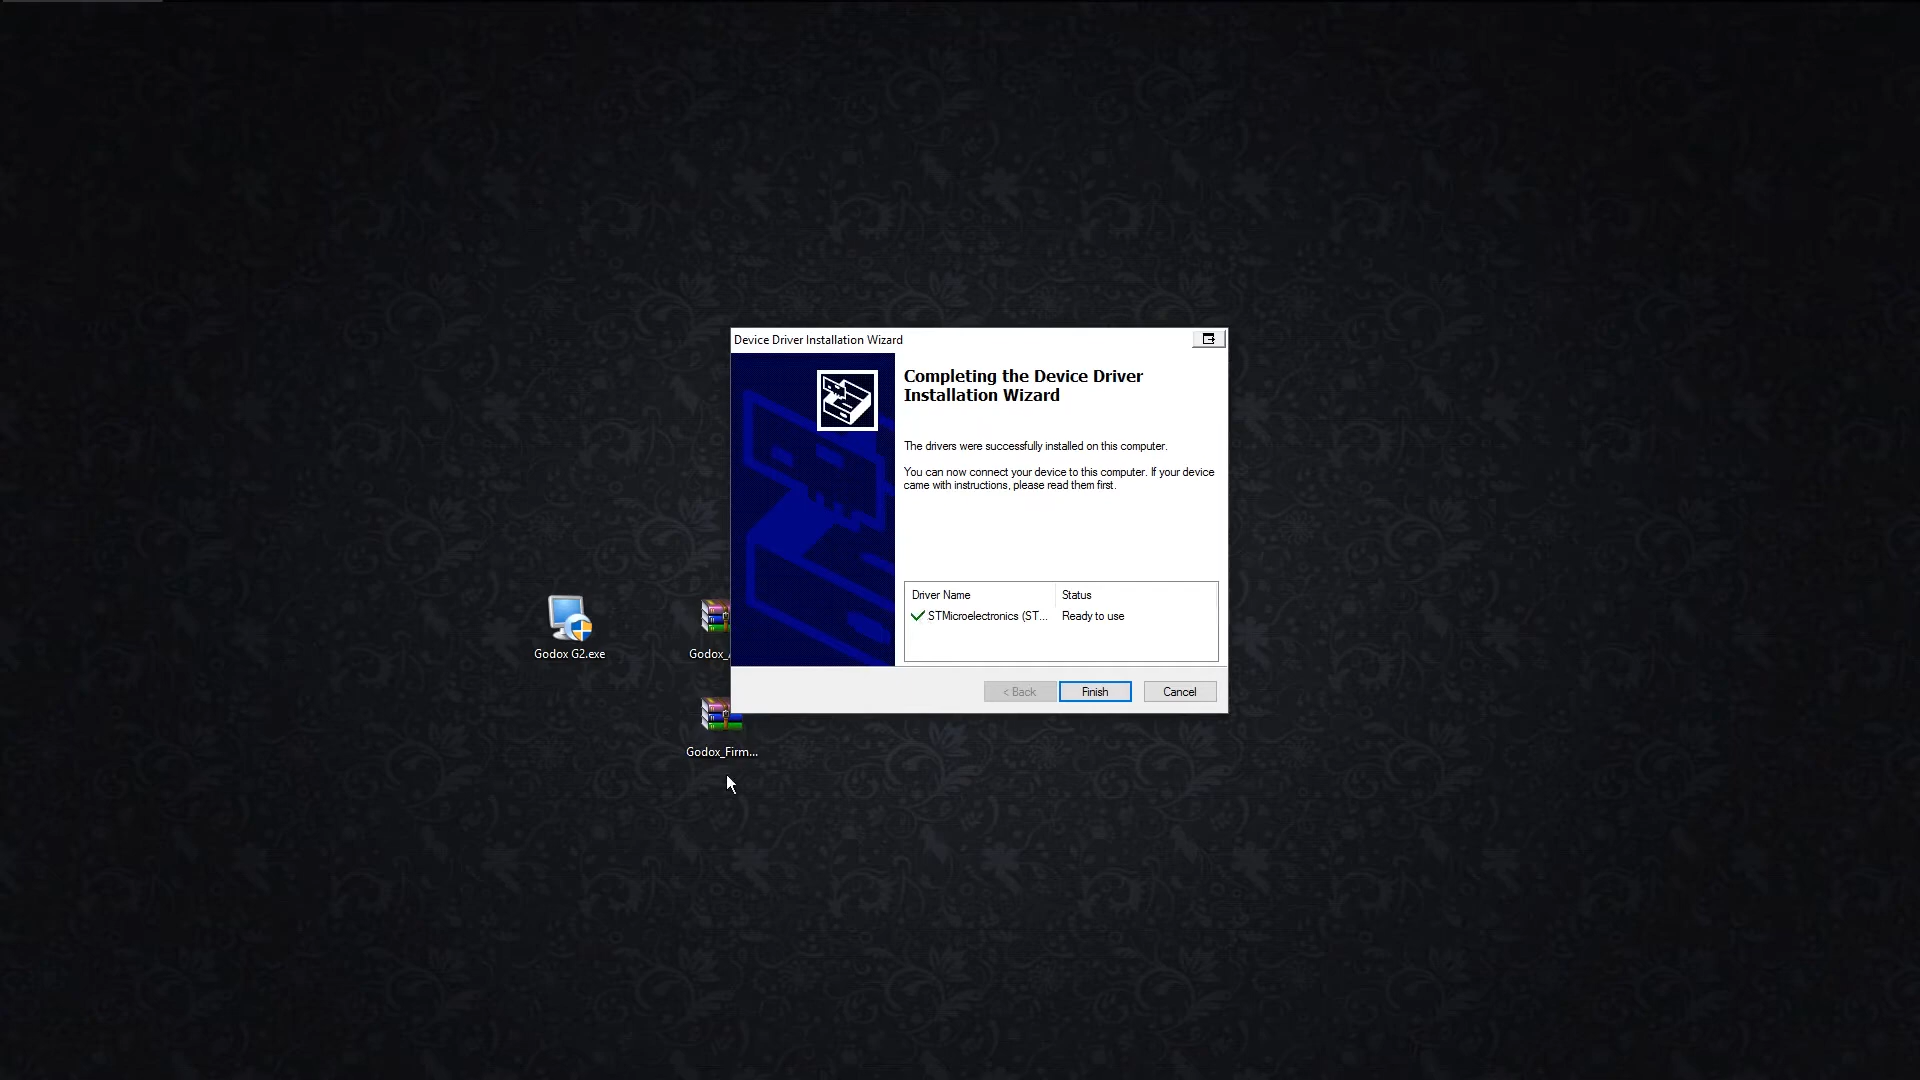 Device Driver Installation Wizard
Completing the Device Driver
Installation Wizard
The drivers were successfully installed on this computer.
You can now connect your device to this computer. If your device
came with instructions, please read them first.
Driver Name Status
STMicroelectronics (ST... Ready to use
< Back Finish Cancel
Godox G2.exe
Godox_
Godox_Firm...